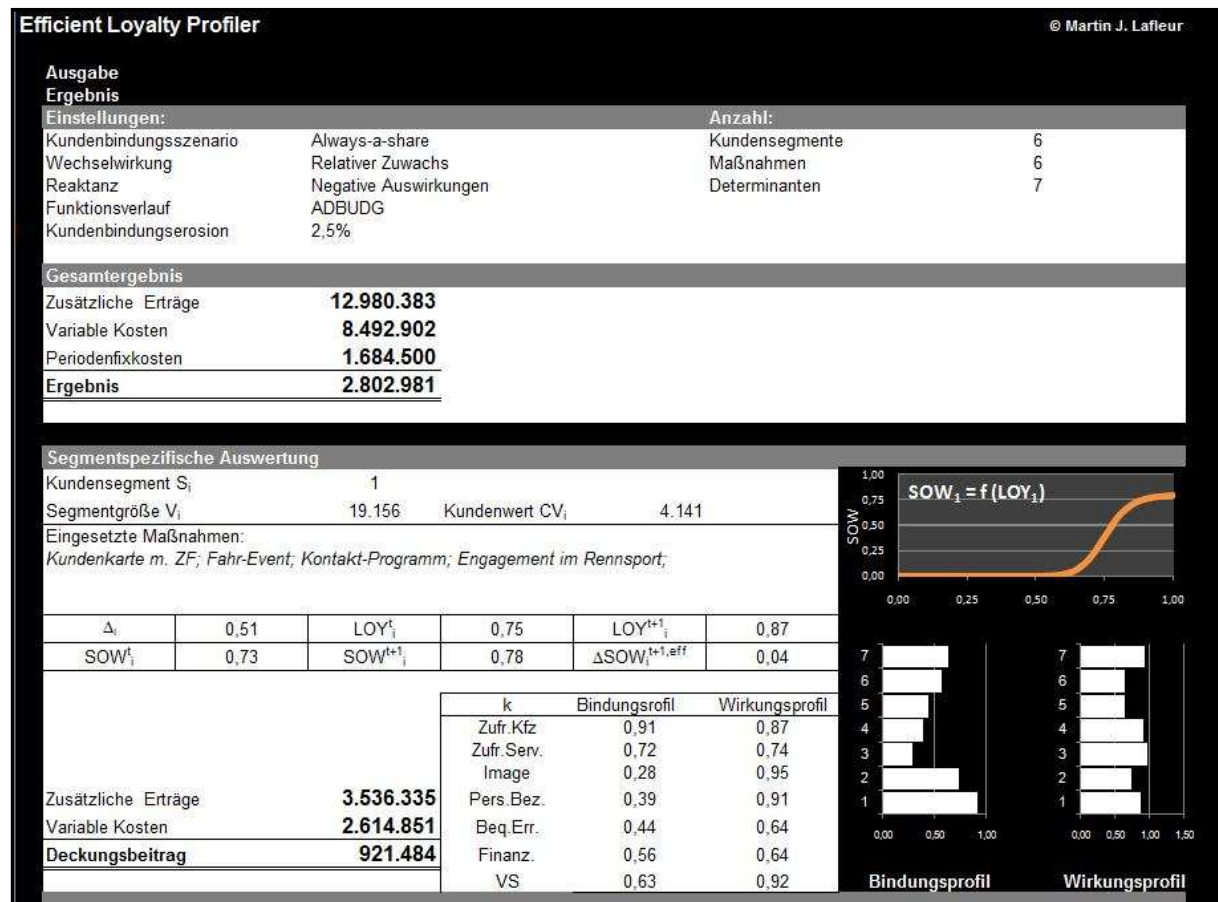 Efficient Loyalty Profiler © Martin J. Lafleur
Ausgabe
Ergebnis
Einstellungen: Anzahl:
Kundenbindungsszenario Always-a-share Kundensegmente 6
Wechselwirkung Relativer Zuwachs Maßnahmen 6
Reaktanz Negative Auswirkungen Determinanten 7
Funktionsverlauf ADBUDG
Kundenbindungserosion 2,5%
Gesamtergebnis
Zusätzliche Erträge 12.980.383
Variable Kosten 8.492.902
Periodenfixkosten 1.684.500
Ergebnis 2.802.981
Segmentspezifische Auswertung
Kundensegment Si 1
Segmentgröße Vi 19.156 Kundenwert CVi 4.141
Eingesetzte Maßnahmen:
Kundenkarte m. ZF; Fahr-Event; Kontakt-Programm; Engagement im Rennsport;
SOW1 = f (LOY1)
SOW
1,00
0,75
0,50
0,25
0,00
0,00 0,25 0,50 0,75 1,00
Δi 0,51 LOYti 0,75 LOYt+1i 0,87
SOWti 0,73 SOWt+1i 0,78 ΔSOWit+1,eff 0,04
k Bindungsrofil Wirkungsprofil
Zufr.Kfz 0,91 0,87
Zufr.Serv. 0,72 0,74
Image 0,28 0,95
Zusätzliche Erträge 3.536.335 Pers.Bez. 0,39 0,91
Variable Kosten 2.614.851 Beq.Err. 0,44 0,64
Deckungsbeitrag 921.484 Finanz. 0,56 0,64
VS 0,63 0,92
7
6
5
4
3
2
1
0,00 0,50 1,00
Bindungsprofil
7
6
5
4
3
2
1
0,00 0,50 1,00 1,50
Wirkungsprofil